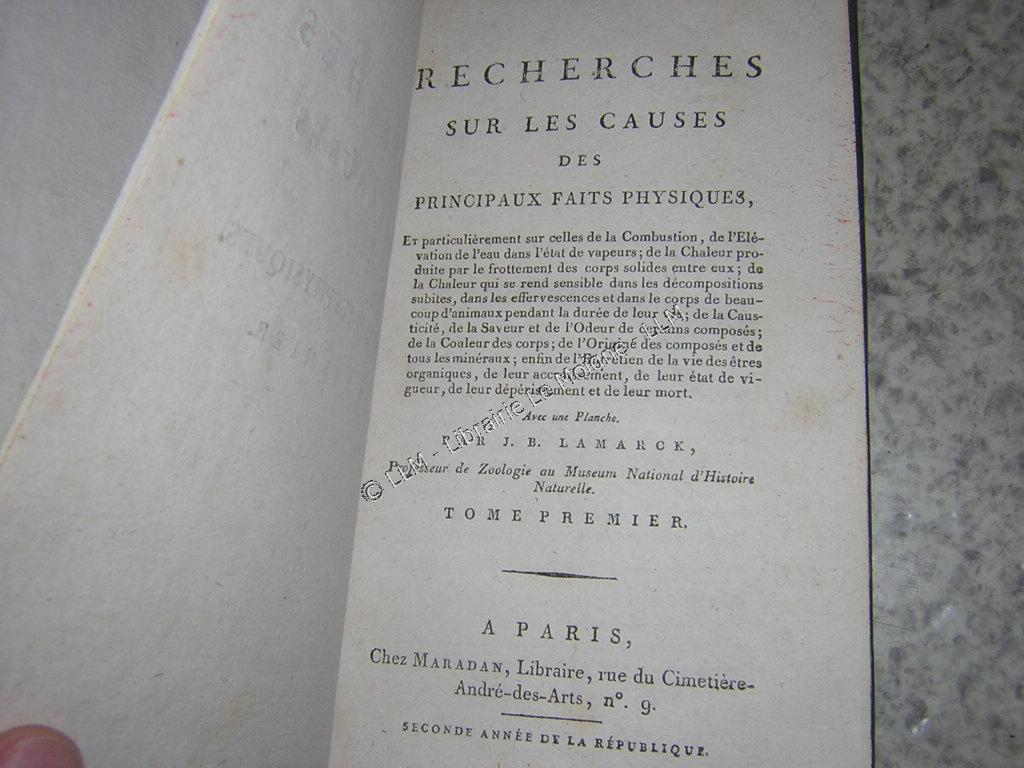 RECHERCHES
SUR LES CAUSES
DES
PRINCIPAUX FAITS PHYSIQUES,
ET particulièrement sur celles de la Combustion, de l'Elé-
vation de l'eau dans l'état de vapeurs; de la Chaleur pro-
duite par le frottement des corps solides entre eux; de
la Chaleur qui se rend sensible dans les décompositions
subites, dans les effervescences et dans le corps de beau-
coup d'animaux pendant la durée de leur vie; de la Caus-
ticité, de la Saveur et de l'Odeur de certains composés;
de la Couleur des corps; de l'Origine des composés et de
tous les minéraux; enfin de l'Entretien de la vie des êtres
organiques, de leur accroissement, de leur état de vi-
gueur, de leur dépérissement et de leur mort.
Avec une Planche.
PAR J. B. LAMARCK,
Professeur de Zoologie au Museum National d'Histoire
Naturelle.
TOME PREMIER.
A PARIS,
Chez MARADAN, Libraire, rue du Cimetière-
André-des-Arts, n°. 9.
SECONDE ANNÉE DE LA RÉPUBLIQUE.
© LLM - Librairie Le Moigne - LLM